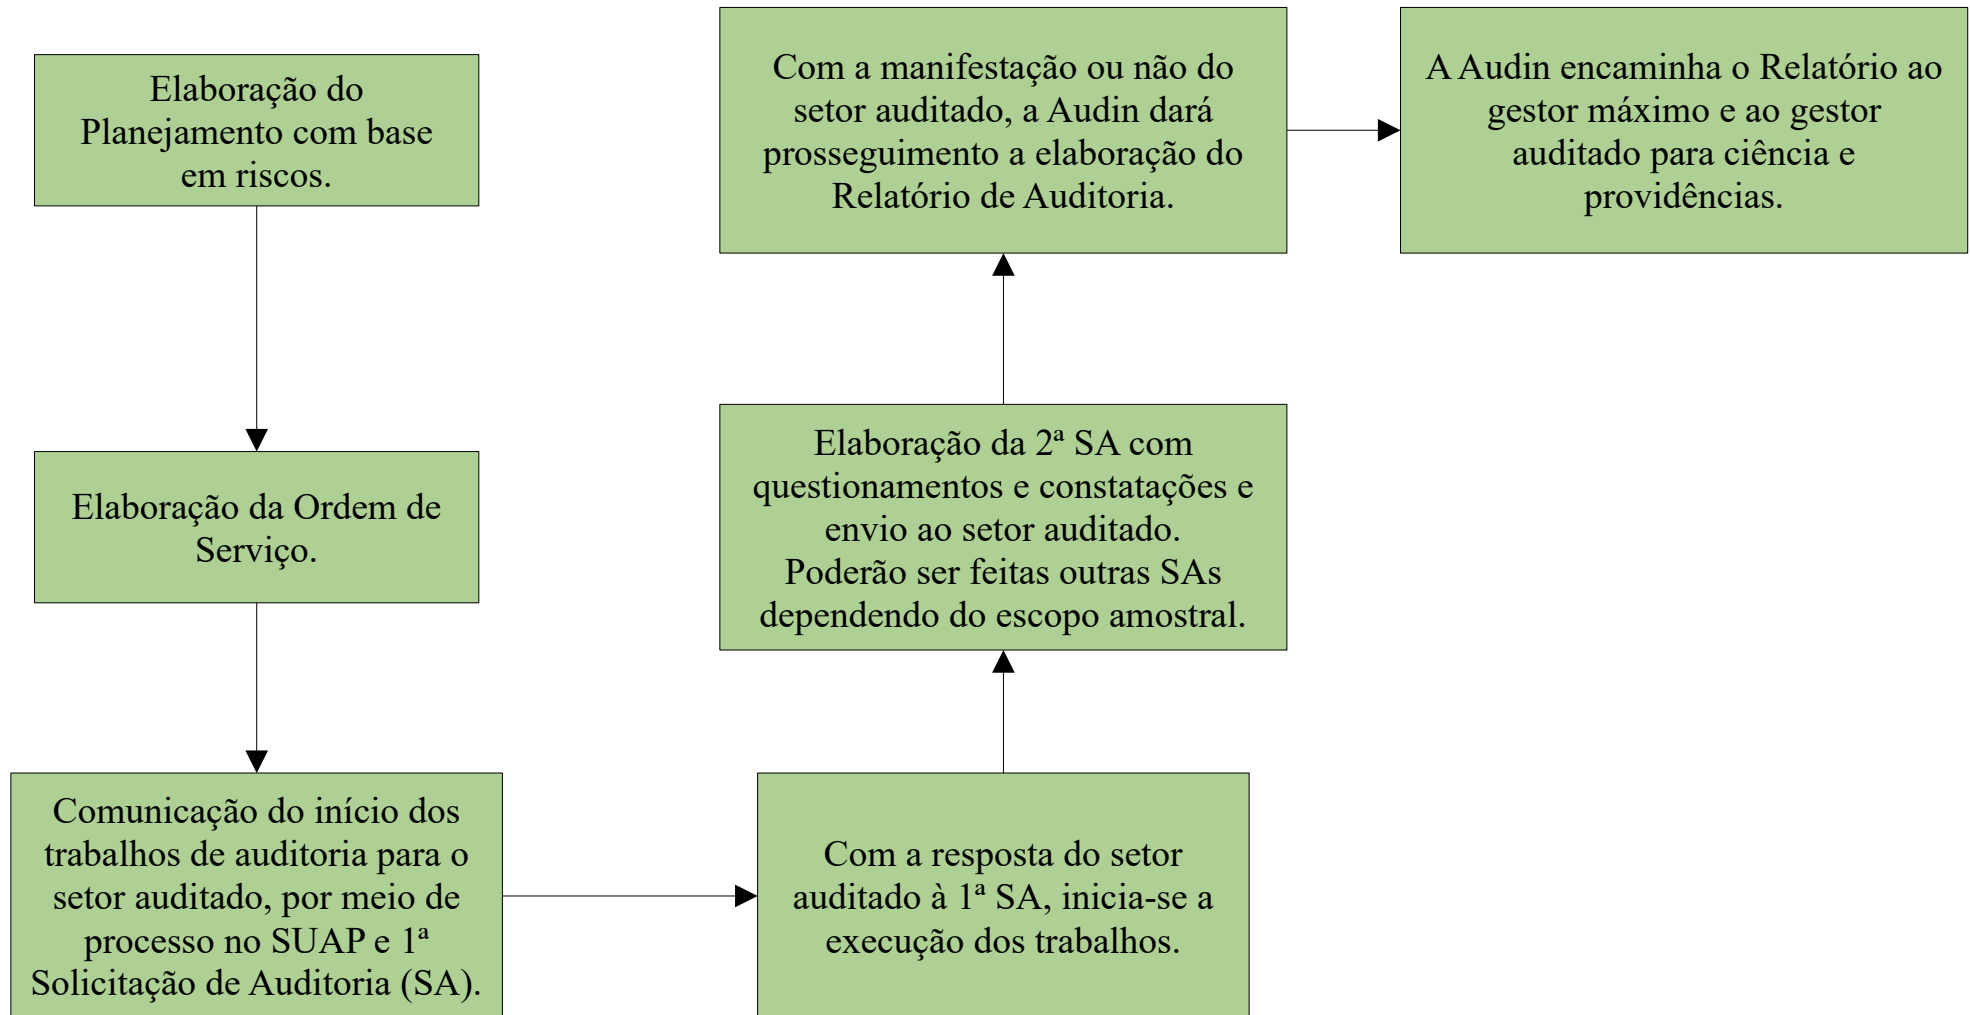 Elaboração do
Planejamento com base
em riscos.
Elaboração da Ordem de
Serviço.
Comunicação do início dos
trabalhos de auditoria para o
setor auditado, por meio de
processo no SUAP e 1ª
Solicitação de Auditoria (SA).
Com a resposta do setor
auditado à 1ª SA, inicia-se a
execução dos trabalhos.
Elaboração da 2ª SA com
questionamentos e constatações e
envio ao setor auditado.
Poderão ser feitas outras SAs
dependendo do escopo amostral.
Com a manifestação ou não do
setor auditado, a Audin dará
prosseguimento a elaboração do
Relatório de Auditoria.
A Audin encaminha o Relatório ao
gestor máximo e ao gestor
auditado para ciência e
providências.